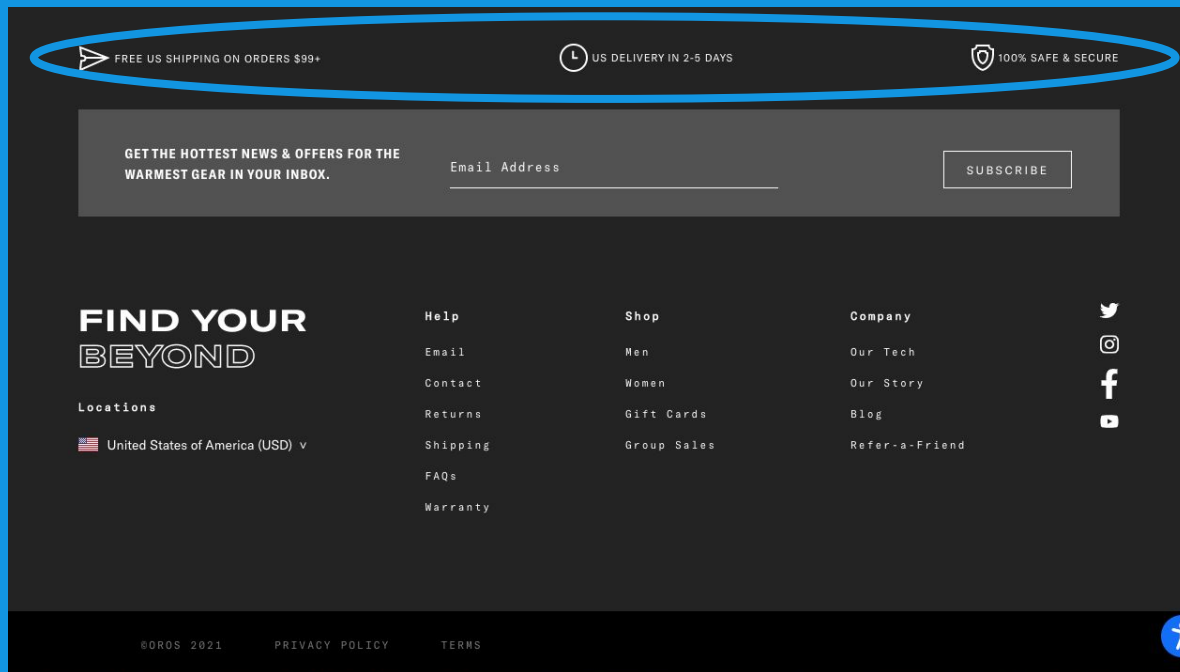 FREE US SHIPPING ON ORDERS $99+
US DELIVERY IN 2-5 DAYS
100% SAFE & SECURE
GET THE HOTTEST NEWS & OFFERS FOR THE
WARMEST GEAR IN YOUR INBOX.
Email Address
SUBSCRIBE
FIND YOUR
BEYOND
Locations
United States of America (USD) v
Help
Email
Contact
Returns
Shipping
FAQs
Warranty
Shop
Men
Women
Gift Cards
Group Sales
Company
Our Tech
Our Story
Blog
Refer-a-Friend
©OROS 2021
PRIVACY POLICY
TERMS